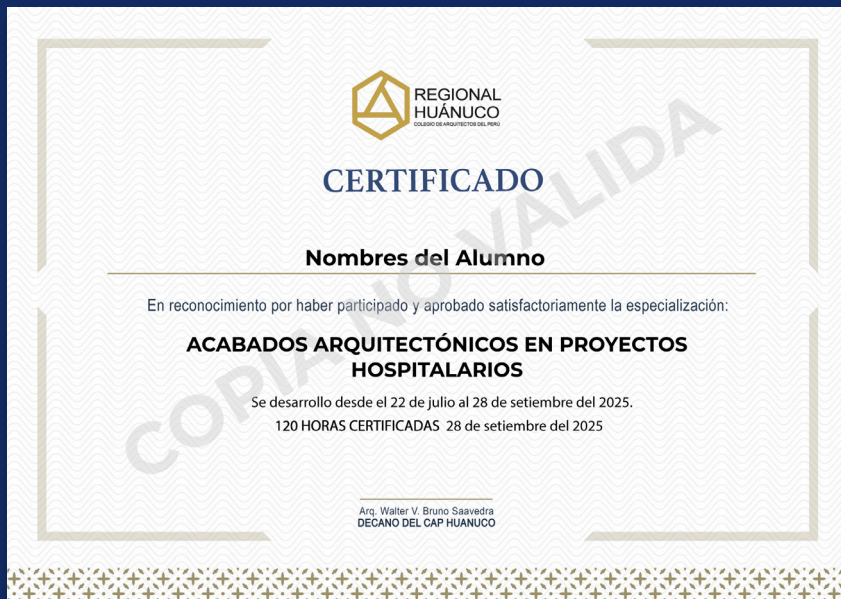 REGIONAL
HUÁNUCO
COLEGIO DE ARQUITECTOS DEL PERÚ
CERTIFICADO
Nombres del Alumno
En reconocimiento por haber participado y aprobado satisfactoriamente la especialización:
ACABADOS ARQUITECTÓNICOS EN PROYECTOS
HOSPITALARIOS
Se desarrollo desde el 22 de julio al 28 de setiembre del 2025.
120 HORAS CERTIFICADAS 28 de setiembre del 2025
COPIA NO VALIDA
Arq. Walter V. Bruno Saavedra
DECANO DEL CAP HUANUCO